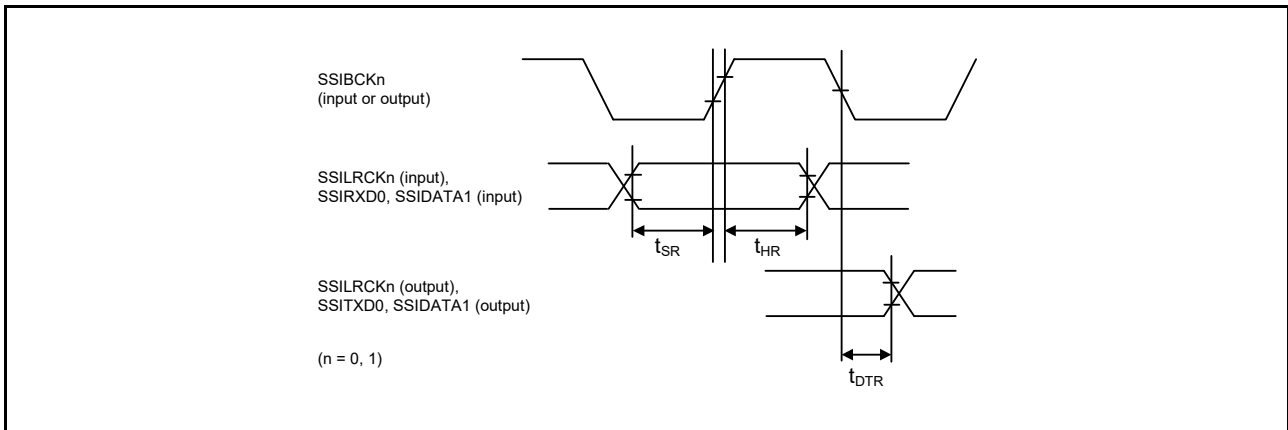 SSIBCKn
(input or output)
SSILRCKn (input),
SSIRXD0, SSIDATA1 (input)
tSR
tHR
SSILRCKn (output),
SSITXD0, SSIDATA1 (output)
(n = 0, 1)
tDTR